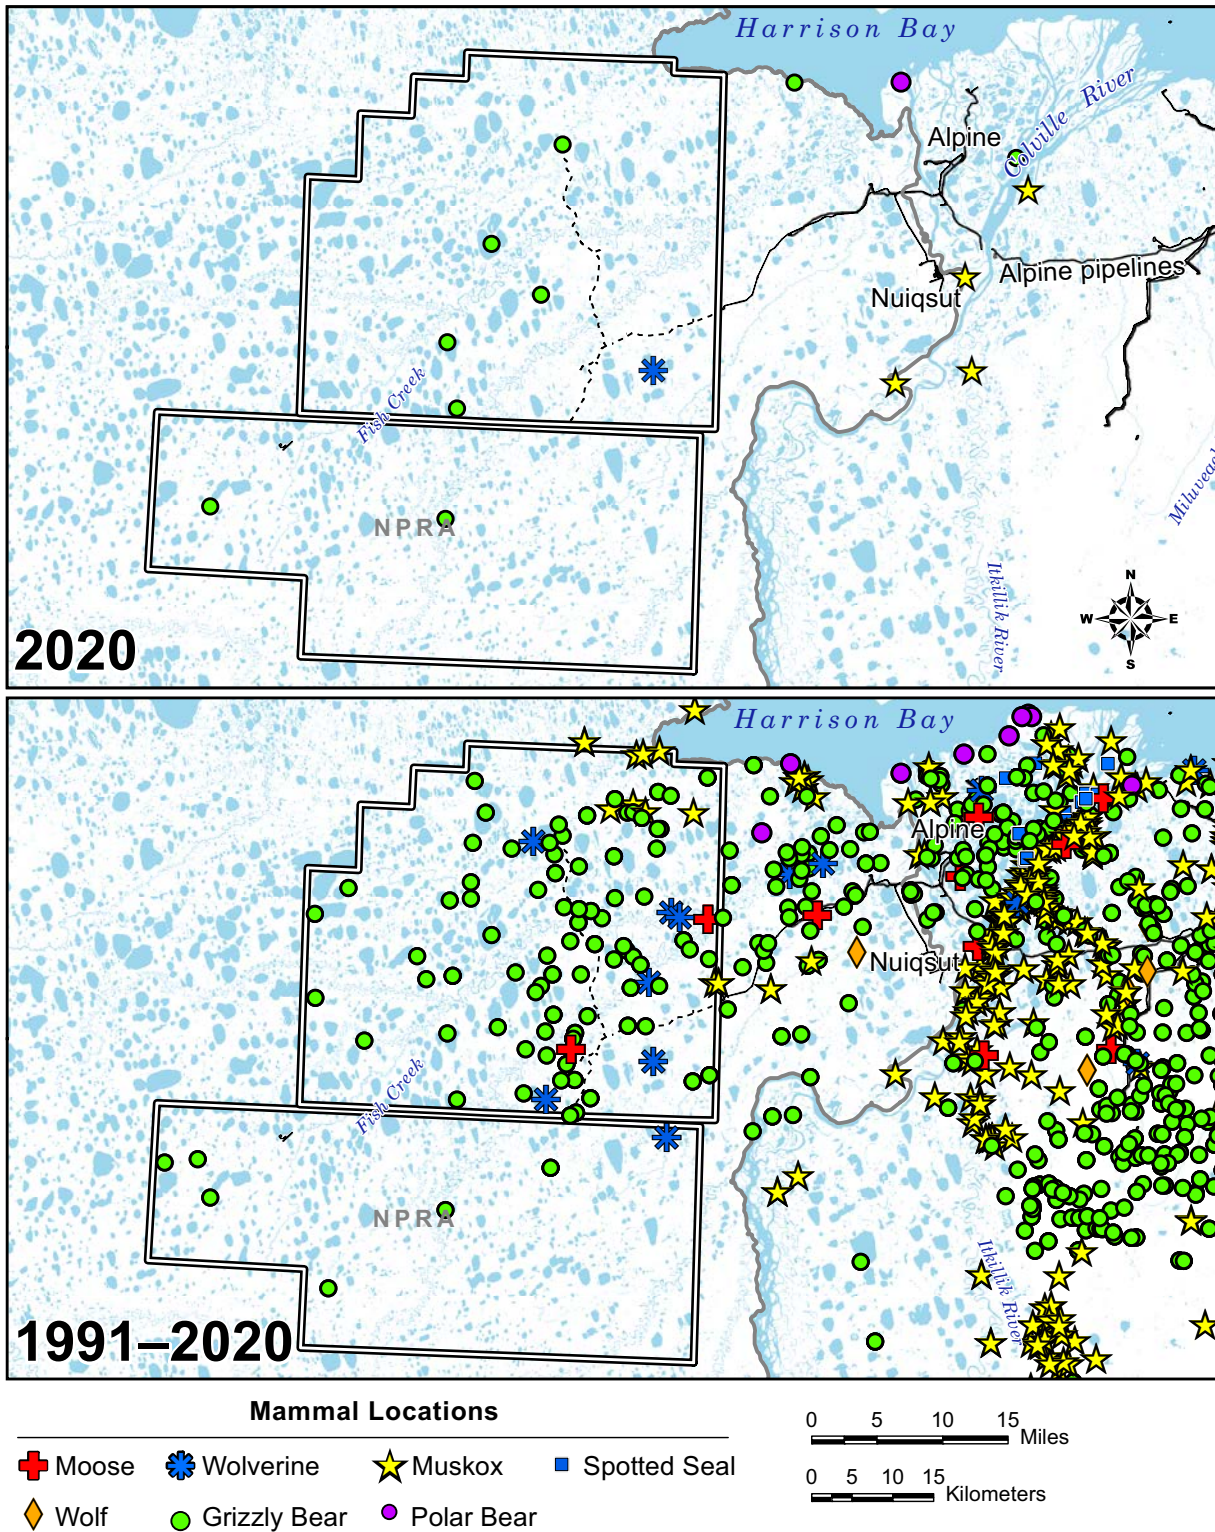 Harrison Bay
Colville River
Alpine
Alpine pipelines
Nuiqsut
Fish Creek
NPRA
Itkillik River
Miluveach
N
W E
S
2020
Harrison Bay
Alpine
Nuiqsut
Fish Creek
NPRA
Itkillik River
1991–2020
Mammal Locations
Moose
Wolverine
Muskox
Spotted Seal
Wolf
Grizzly Bear
Polar Bear
0 5 10 15
Miles
0 5 10 15
Kilometers